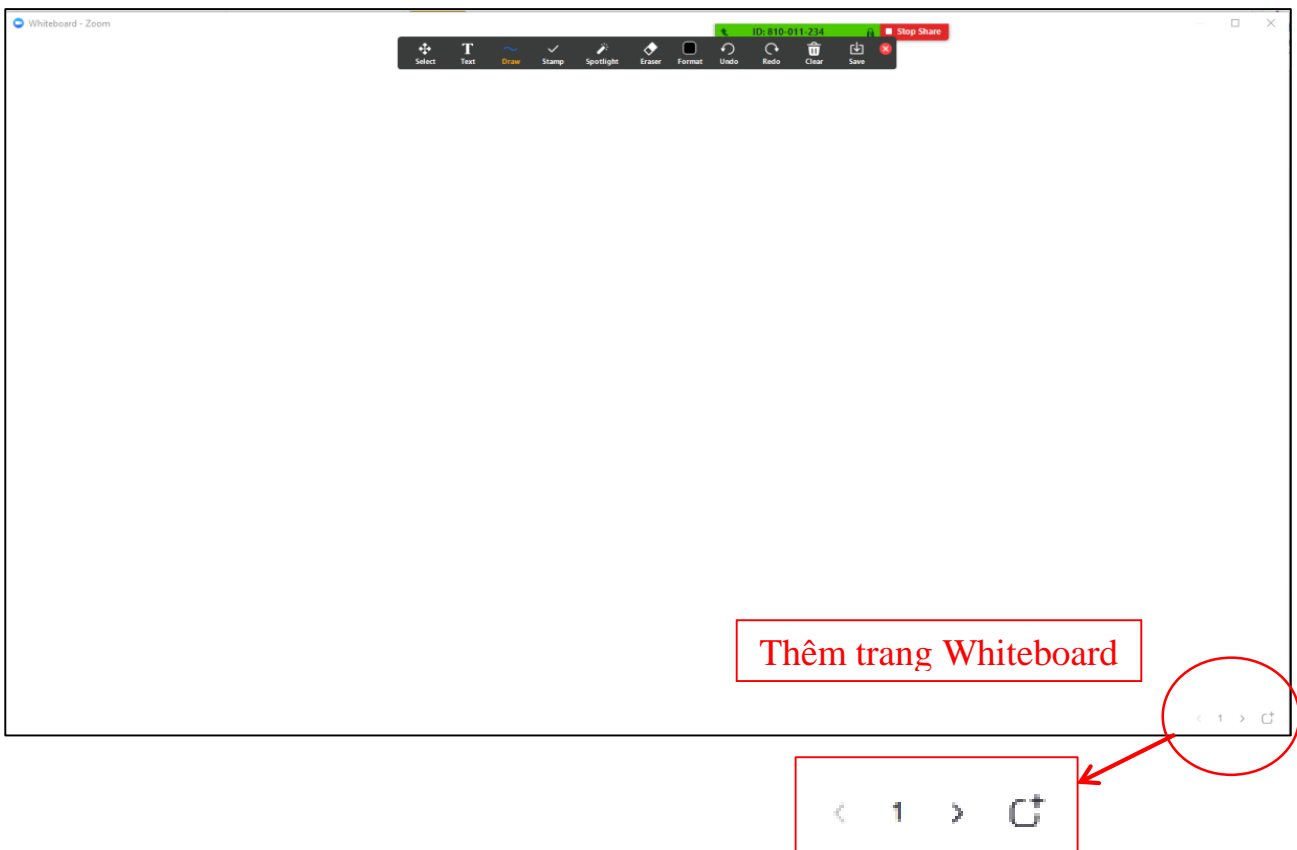 Whiteboard - Zoom
ID: 810-011-234 Stop Share
Select Text Draw Stamp Spotlight Eraser Format Undo Redo Clear Save
Thêm trang Whiteboard
1
1